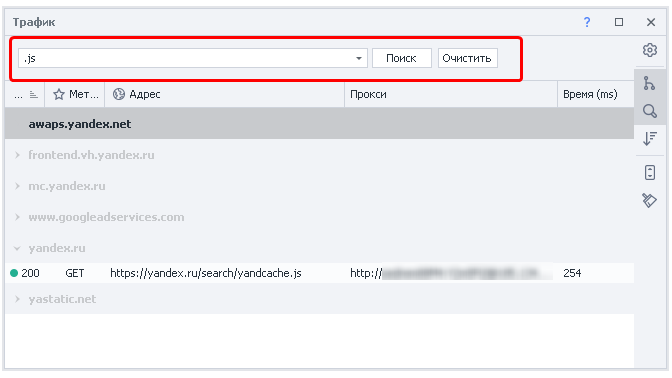 Трафик ?
.js Поиск Очистить
... Мет... Адрес Прокси Время (ms)
awaps.yandex.net
frontend.vh.yandex.ru
mc.yandex.ru
www.googleadservices.com
yandex.ru
200 GET https://yandex.ru/search/yandcache.js http:// 254
yastatic.net